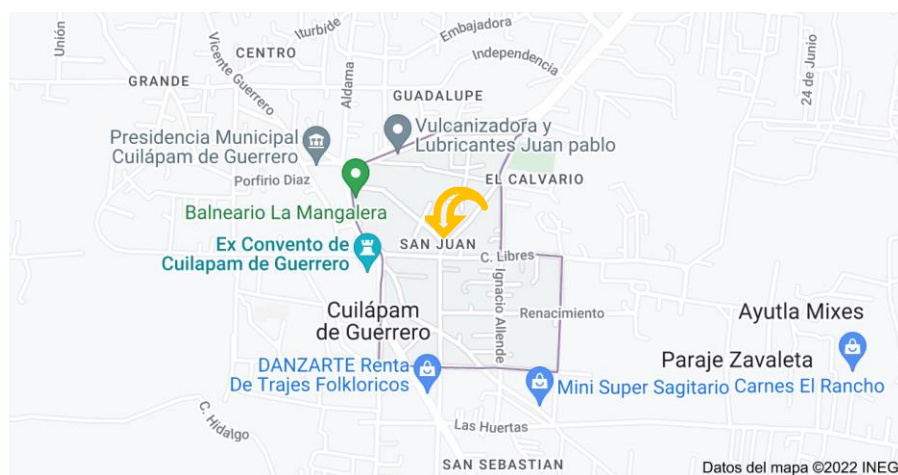 Unión
Iturbide
Embajadora
CENTRO
Vicente Guerrero
Independencia
24 de Junio
GRANDE
Aldama
GUADALUPE
Presidencia Municipal
Cuilápam de Guerrero
Vulcanizadora y
Lubricantes Juan pablo
Porfirio Diaz
EL CALVARIO
Balneario La Mangalera
Ex Convento de
Cuilapam de Guerrero
SAN JUAN
C. Libres
Ignacio Allende
Cuilápam
de Guerrero
Renacimiento
Ayutla Mixes
DANZARTE Renta
De Trajes Folkloricos
Paraje Zavaleta
Mini Super Sagitario
Carnes El Rancho
C. Hidalgo
Las Huertas
SAN SEBASTIAN
Datos del mapa ©2022 INEG